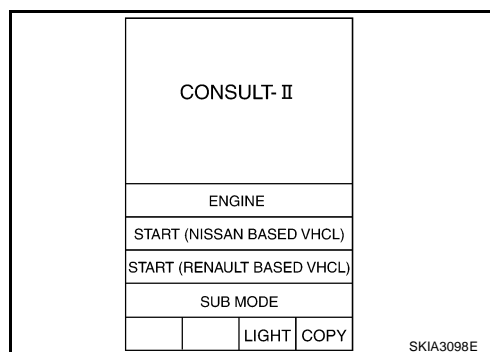 CONSULT-Ⅱ
ENGINE
START (NISSAN BASED VHCL)
START (RENAULT BASED VHCL)
SUB MODE
LIGHT COPY
SKIA3098E